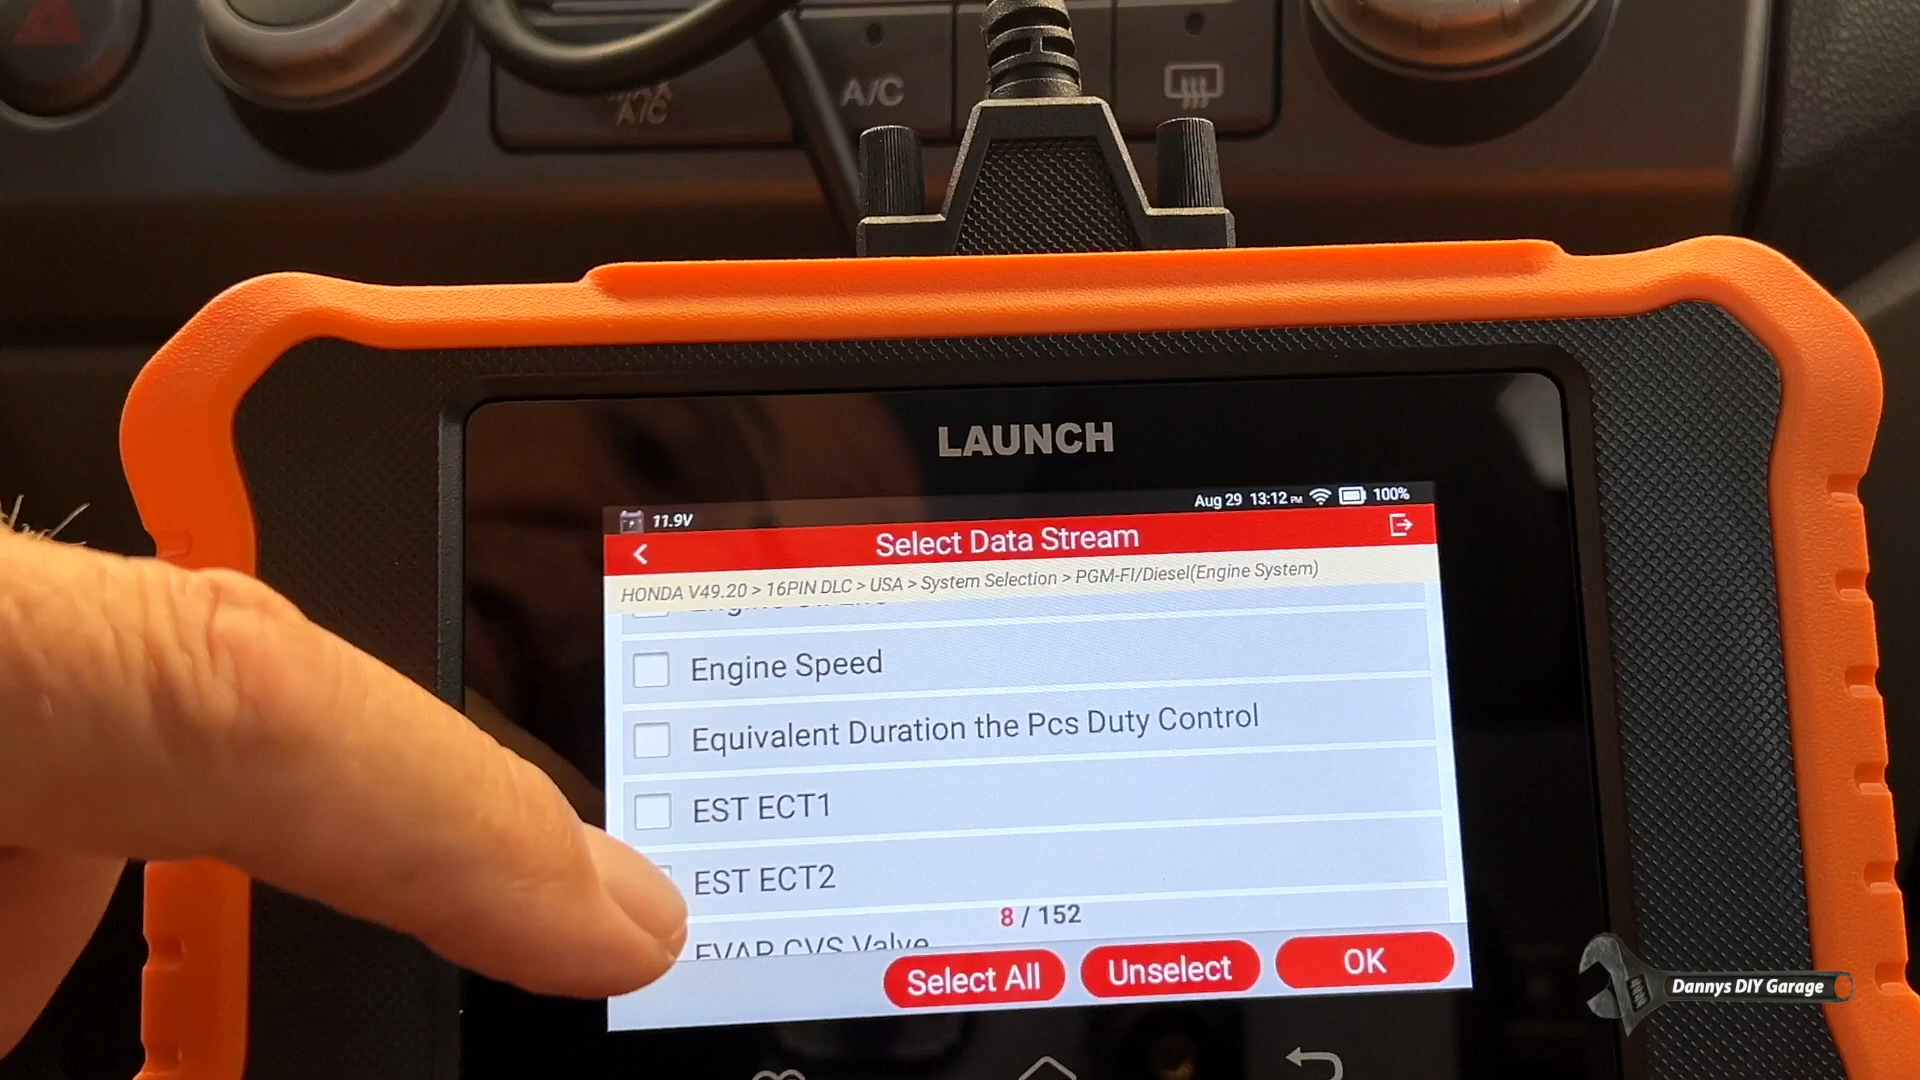 MAX
A/C
A/C
LAUNCH
11.9V
Aug 29 13:12 PM 100%
Select Data Stream
HONDA V49.20 > 16PIN DLC > USA > System Selection > PGM-FI/Diesel(Engine System)
Engine Speed
Equivalent Duration the Pcs Duty Control
EST ECT1
EST ECT2
8 / 152
EVAP CVS Valve
Select All
Unselect
OK
Dannys DIY Garage